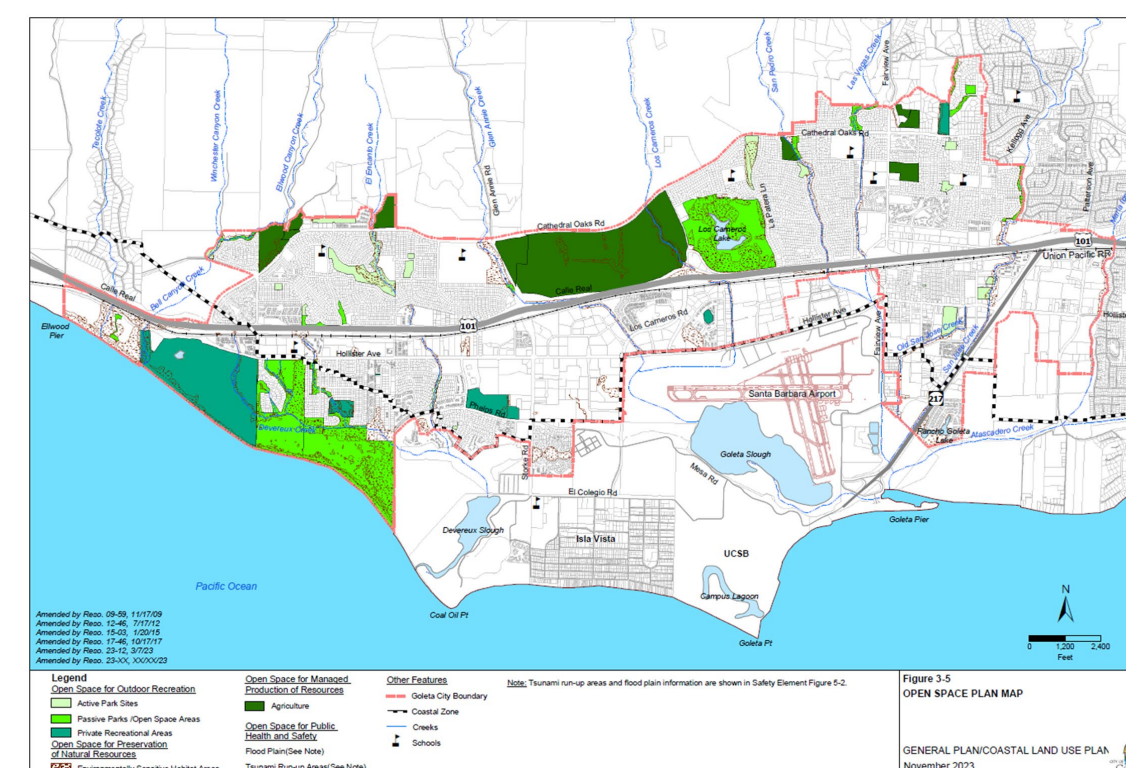 Tecolote Creek
Winchester Canyon Creek
Ellwood Canyon Creek
El Encanto Creek
Glen Annie Creek
Glen Annie Rd
Los Carneros Creek
San Pedro Creek
Las Vegas Creek
Fairview Ave
Kellogg Ave
Patterson Ave
Cathedral Oaks Rd
La Patera Ln
Cathedral Oaks Rd
Los Carneros
Lake
101
Union Pacific RR
Calle Real
Calle Real
Bell Canyon Creek
Ellwood
Pier
101
Los Carneros Rd
Hollister Ave
Fairview Ave
Old San Jose Creek
San Jose Creek
Hollister
Hollister Ave
Santa Barbara Airport
217
Phelps Rd
Devereux Creek
Rancho Goleta
Lake
Atascadero Creek
Storke Rd
Goleta Slough
Mesa Rd
El Colegio Rd
Goleta Pier
Devereux Slough
Isla Vista
UCSB
Pacific Ocean
Campus Lagoon
Coal Oil Pt
Goleta Pt
N
0 1,200 2,400
Feet
Amended by Reso. 09-59, 11/17/09
Amended by Reso. 12-46, 7/17/12
Amended by Reso. 15-03, 1/20/15
Amended by Reso. 17-46, 10/17/17
Amended by Reso. 23-12, 3/7/23
Amended by Reso. 23-XX, XX/XX/23
Legend
Open Space for Outdoor Recreation
Active Park Sites
Passive Parks /Open Space Areas
Private Recreational Areas
Open Space for Preservation
of Natural Resources
Environmentally Sensitive Habitat Areas
Open Space for Managed
Production of Resources
Agriculture
Open Space for Public
Health and Safety
Flood Plain(See Note)
Tsunami Run-up Areas(See Note)
Other Features
Goleta City Boundary
Coastal Zone
Creeks
Schools
Note: Tsunami run-up areas and flood plain information are shown in Safety Element Figure 5-2.
Figure 3-5
OPEN SPACE PLAN MAP
GENERAL PLAN/COASTAL LAND USE PLAN
November 2023